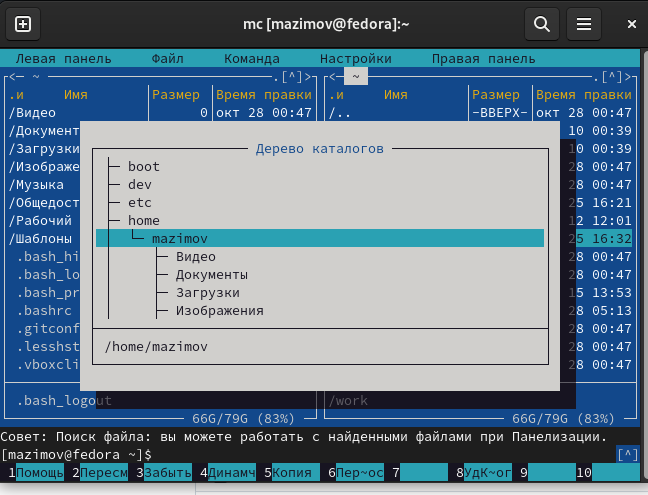 mc [mazimov@fedora]:~
Левая панель Файл Команда Настройки Правая панель
<─ ~ .[^]> <─ ~ .[^]>
.и Имя Размер Время правки .и Имя Размер Время правки
/Видео 0 окт 28 00:47 /.. -ВВЕРХ- окт 28 00:47
/Документ 10 00:39
/Загрузки 10 00:39
/Изображе 28 00:47
/Музыка 28 00:47
/Общедост 25 16:21
/Рабочий 12 12:01
/Шаблоны 25 16:32
.bash_hi 28 00:47
.bash_lo 28 00:47
.bash_pr 15 13:53
.bashrc 28 05:13
.gitconf 28 00:47
.lesshst 28 00:47
.vboxcli 28 00:47
Дерево каталогов
boot
dev
etc
home
mazimov
Видео
Документы
Загрузки
Изображения
/home/mazimov
.bash_logout /work
66G/79G (83%) 66G/79G (83%)
Совет: Поиск файла: вы можете работать с найденными файлами при Панелизации.
[mazimov@fedora ~]$ [^]
1Помощь 2Пересм 3Забыть 4Динамч 5Копия 6Пер~ос 7 8УдК~ог 9 10